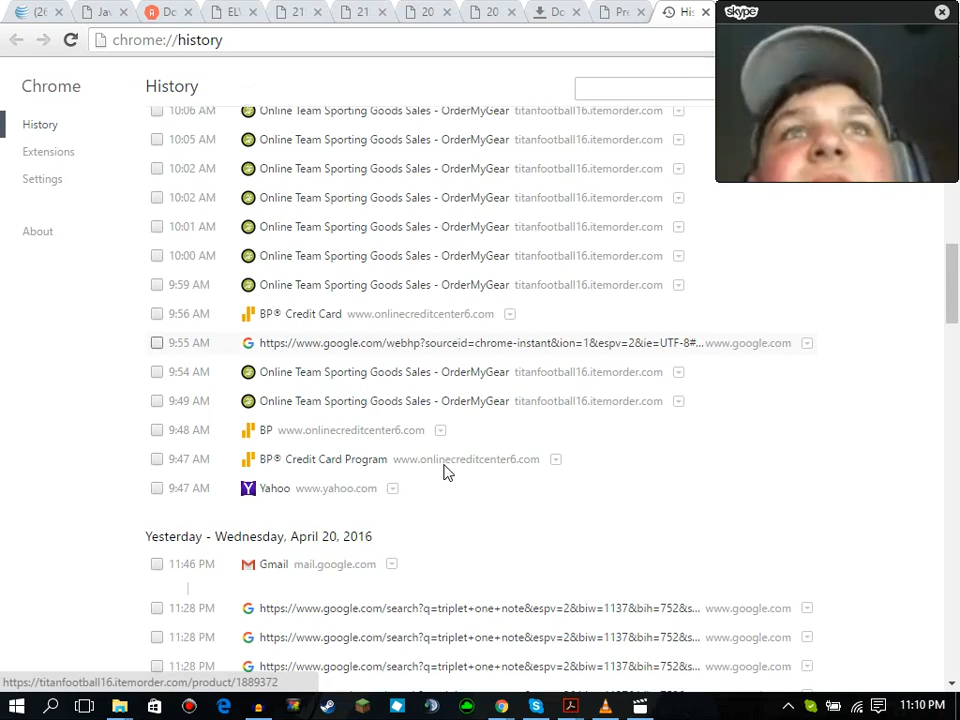 (26 Jav Do ELV 21 21 20 20 Do Pre His skype
chrome://history
Chrome History
History
Extensions
Settings
About
10:06 AM Online Team Sporting Goods Sales - OrderMyGear titanfootball16.itemorder.com
10:05 AM Online Team Sporting Goods Sales - OrderMyGear titanfootball16.itemorder.com
10:02 AM Online Team Sporting Goods Sales - OrderMyGear titanfootball16.itemorder.com
10:02 AM Online Team Sporting Goods Sales - OrderMyGear titanfootball16.itemorder.com
10:01 AM Online Team Sporting Goods Sales - OrderMyGear titanfootball16.itemorder.com
10:00 AM Online Team Sporting Goods Sales - OrderMyGear titanfootball16.itemorder.com
9:59 AM Online Team Sporting Goods Sales - OrderMyGear titanfootball16.itemorder.com
9:56 AM BP® Credit Card www.onlinecreditcenter6.com
9:55 AM https://www.google.com/webhp?sourceid=chrome-instant&ion=1&espv=2&ie=UTF-8#... www.google.com
9:54 AM Online Team Sporting Goods Sales - OrderMyGear titanfootball16.itemorder.com
9:49 AM Online Team Sporting Goods Sales - OrderMyGear titanfootball16.itemorder.com
9:48 AM BP www.onlinecreditcenter6.com
9:47 AM BP® Credit Card Program www.onlinecreditcenter6.com
9:47 AM Yahoo www.yahoo.com
Yesterday - Wednesday, April 20, 2016
11:46 PM Gmail mail.google.com
11:28 PM https://www.google.com/search?q=triplet+one+note&espv=2&biw=1137&bih=752&s... www.google.com
11:28 PM https://www.google.com/search?q=triplet+one+note&espv=2&biw=1137&bih=752&s... www.google.com
11:28 PM https://www.google.com/search?q=triplet+one+note&espv=2&biw=1137&bih=752&s... www.google.com
https://titanfootball16.itemorder.com/product/1889372
11:10 PM